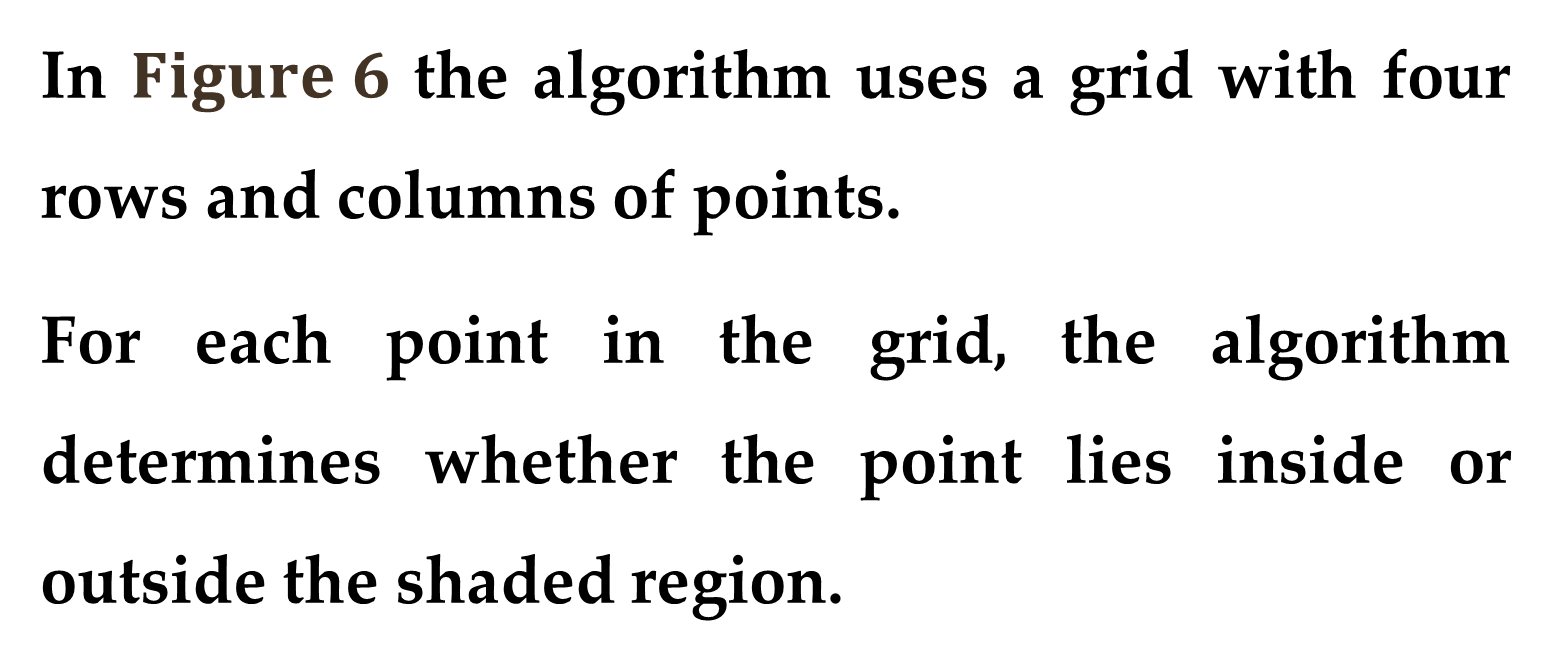 In Figure 6 the algorithm uses a grid with four
rows and columns of points.
For each point in the grid, the algorithm
determines whether the point lies inside or
outside the shaded region.